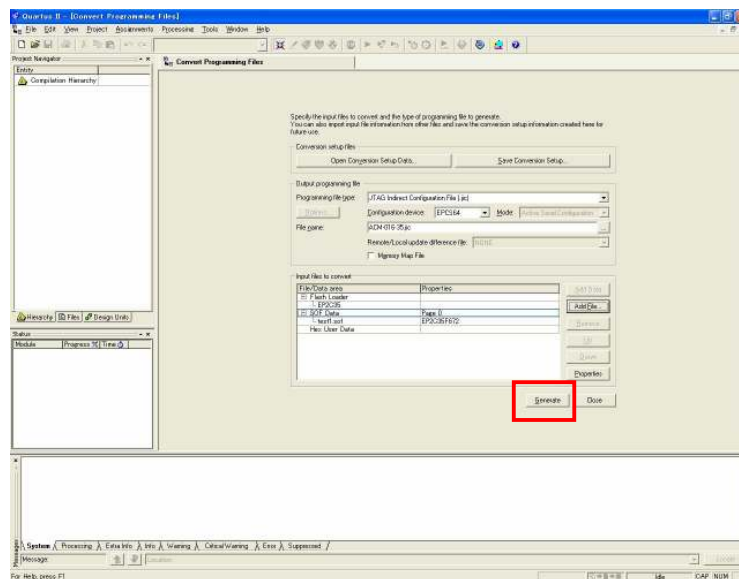 Quartus II - [Convert Programming Files]
File Edit View Project Assignments Processing Tools Window Help
Project Navigator
Entity
Compilation Hierarchy
Hierarchy Files Design Units
Status
Module Progress % Time
Convert Programming Files
Specify the input files to convert and the type of programming file to generate.
You can also import input file information from other files and save the conversion setup information created here for
future use.
Conversion setup files
Open Conversion Setup Data...
Save Conversion Setup...
Output programming file
Programming file type: JTAG Indirect Configuration File (.jic)
Options...
Configuration device: EPCS64 Mode: Active Serial Configuration
File name: ACM-016-35.jic
Remote/Local update difference file: NONE
Memory Map File
Input files to convert
File/Data area Properties
Flash Loader
EP2C35
SOF Data Page_0
test1.sof EP2C35F672
Hex User Data
Add Data
Add File...
Remove
Up
Down
Properties
Generate Close
Messages
System Processing Extra Info Info Warning Critical Warning Error Suppressed
Message: Location: Locate
For Help, press F1
Idle CAP NUM